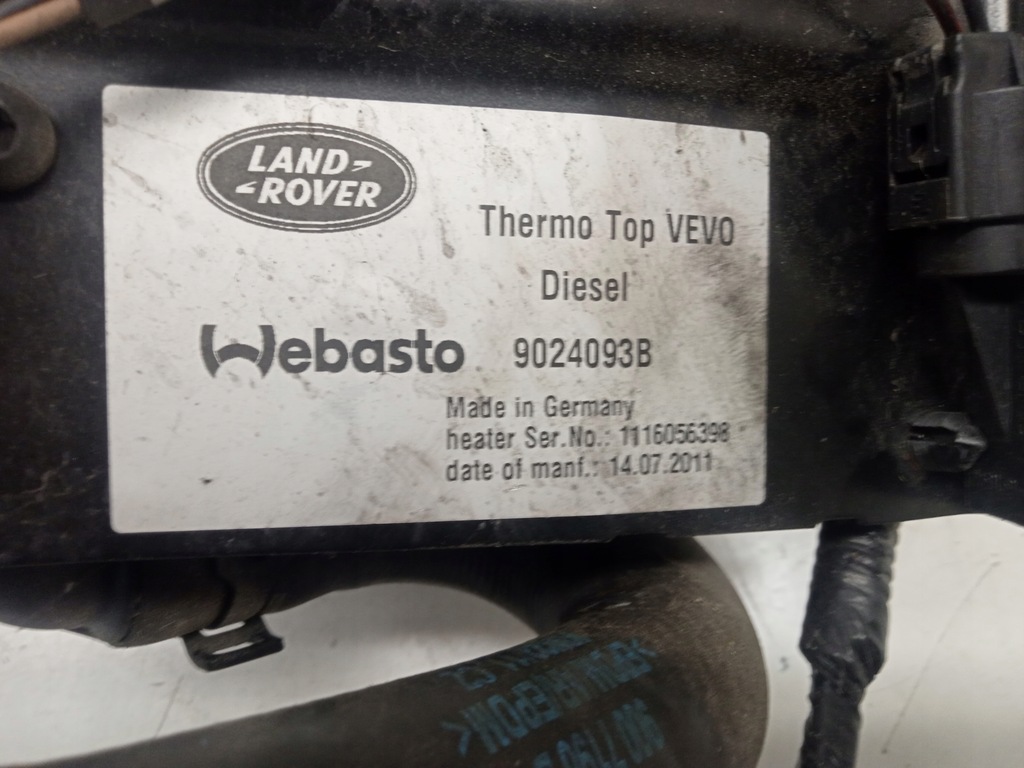 LAND
ROVER
Thermo Top VEVO
Diesel
Webasto 9024093B
Made in Germany
heater Ser.No.: 1116056398
date of manf.: 14.07.2011